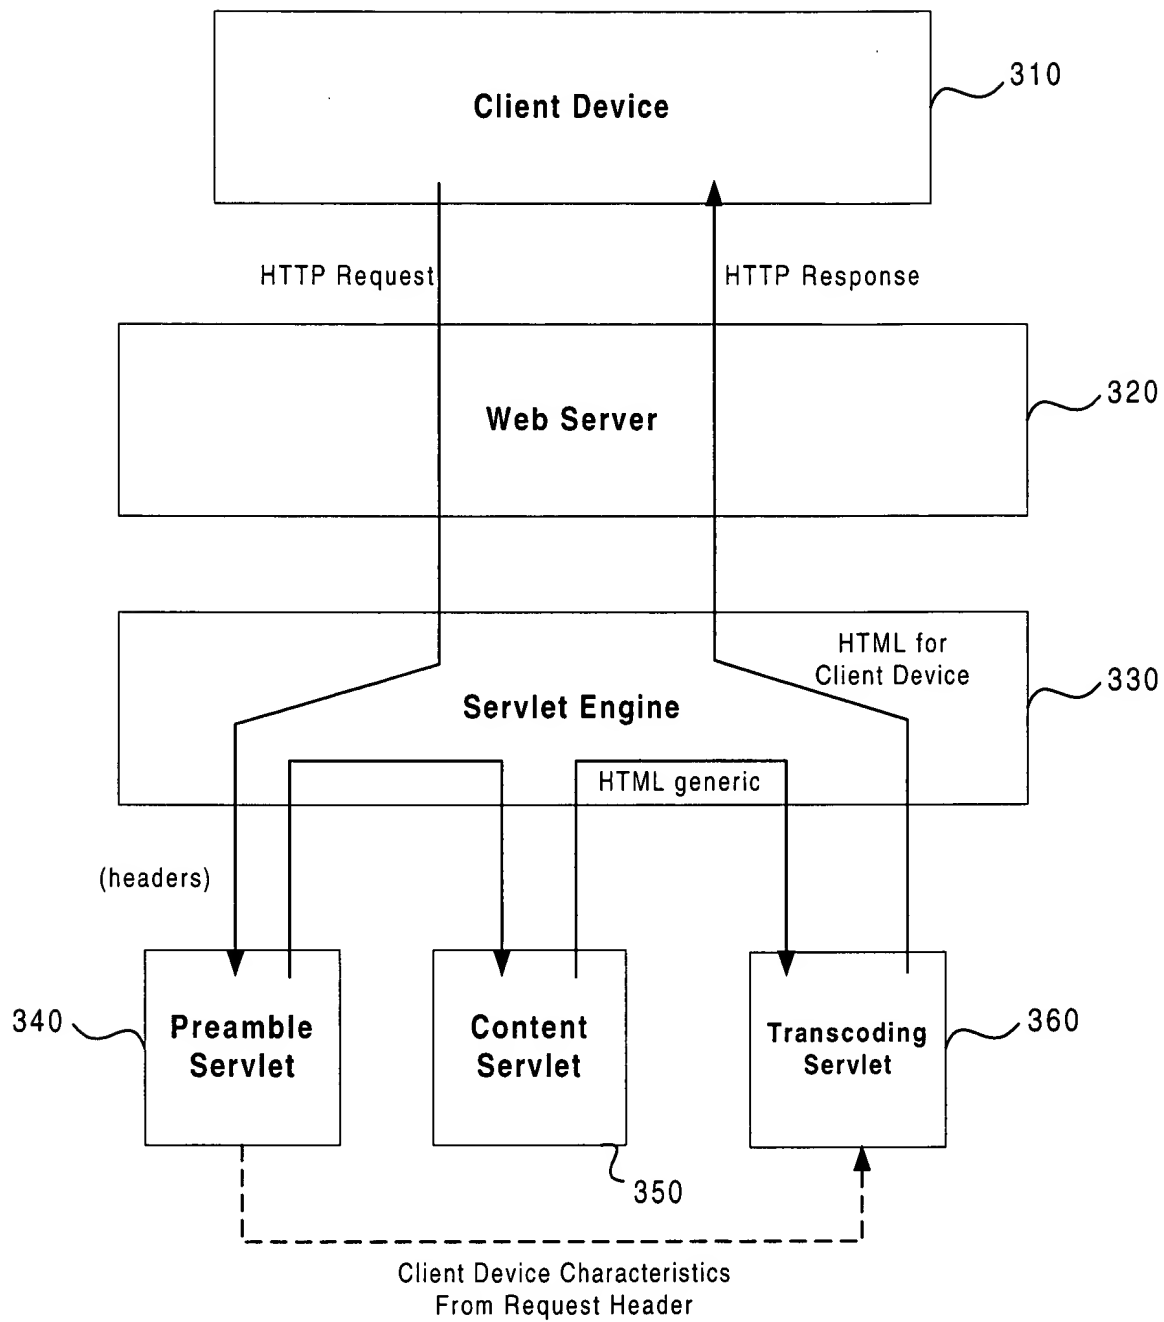 310
Client Device
HTTP Request
HTTP Response
320
Web Server
HTML for
Client Device
330
Servlet Engine
HTML generic
(headers)
340
Preamble
Servlet
Content
Servlet
Transcoding
Servlet
360
350
Client Device Characteristics
From Request Header